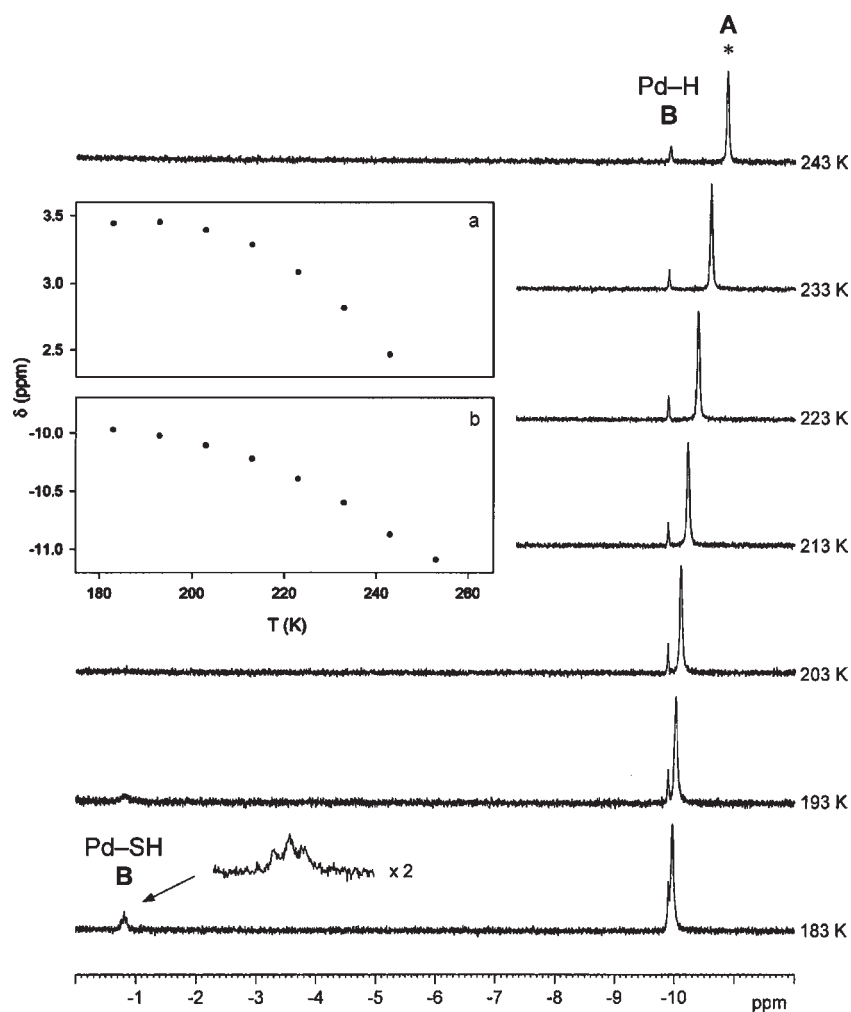 A
*
Pd–H
B
243 K
a
3.5
3.0
2.5
233 K
223 K
δ (ppm)
b
-10.0
-10.5
-11.0
213 K
180 200 220 240 260
T (K)
203 K
193 K
Pd–SH
B
x 2
183 K
-1 -2 -3 -4 -5 -6 -7 -8 -9 -10 ppm